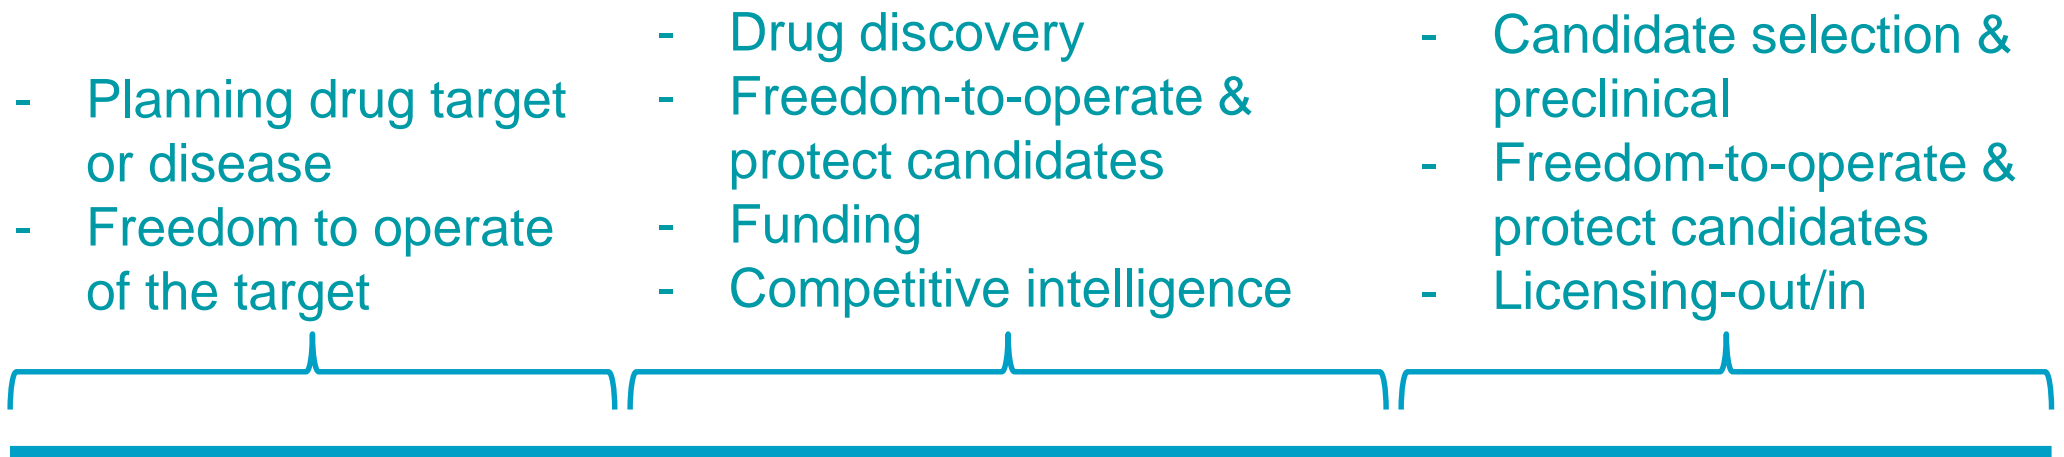 - Planning drug target
or disease
- Freedom to operate
of the target
- Drug discovery
- Freedom-to-operate &
protect candidates
- Funding
- Competitive intelligence
- Candidate selection &
preclinical
- Freedom-to-operate &
protect candidates
- Licensing-out/in